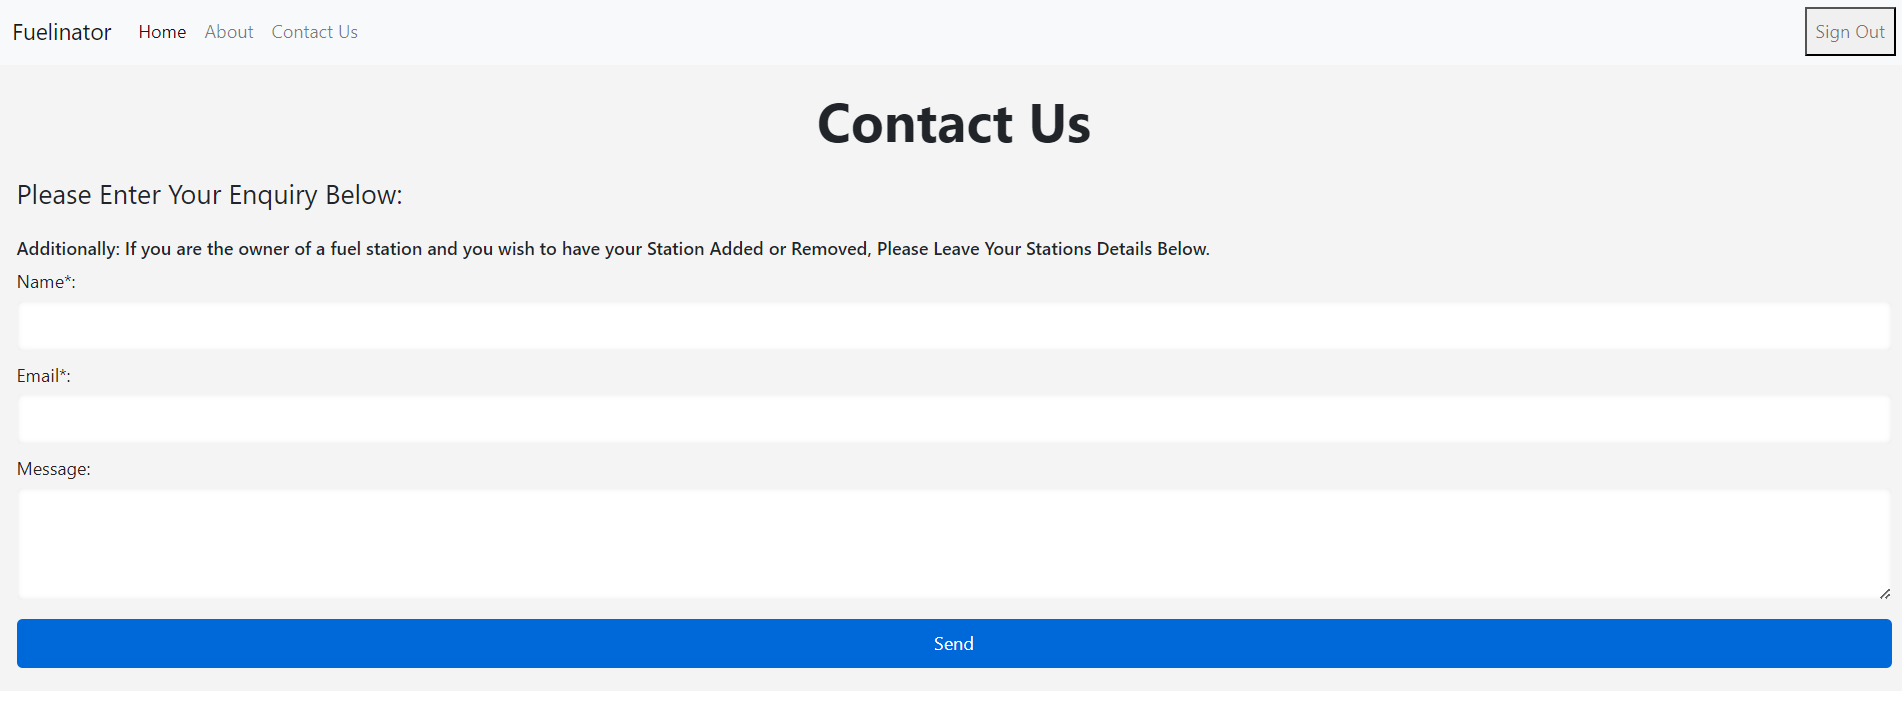 Fuelinator Home About Contact Us Sign Out
Contact Us
Please Enter Your Enquiry Below:
Additionally: If you are the owner of a fuel station and you wish to have your Station Added or Removed, Please Leave Your Stations Details Below.
Name*:
Email*:
Message:
Send